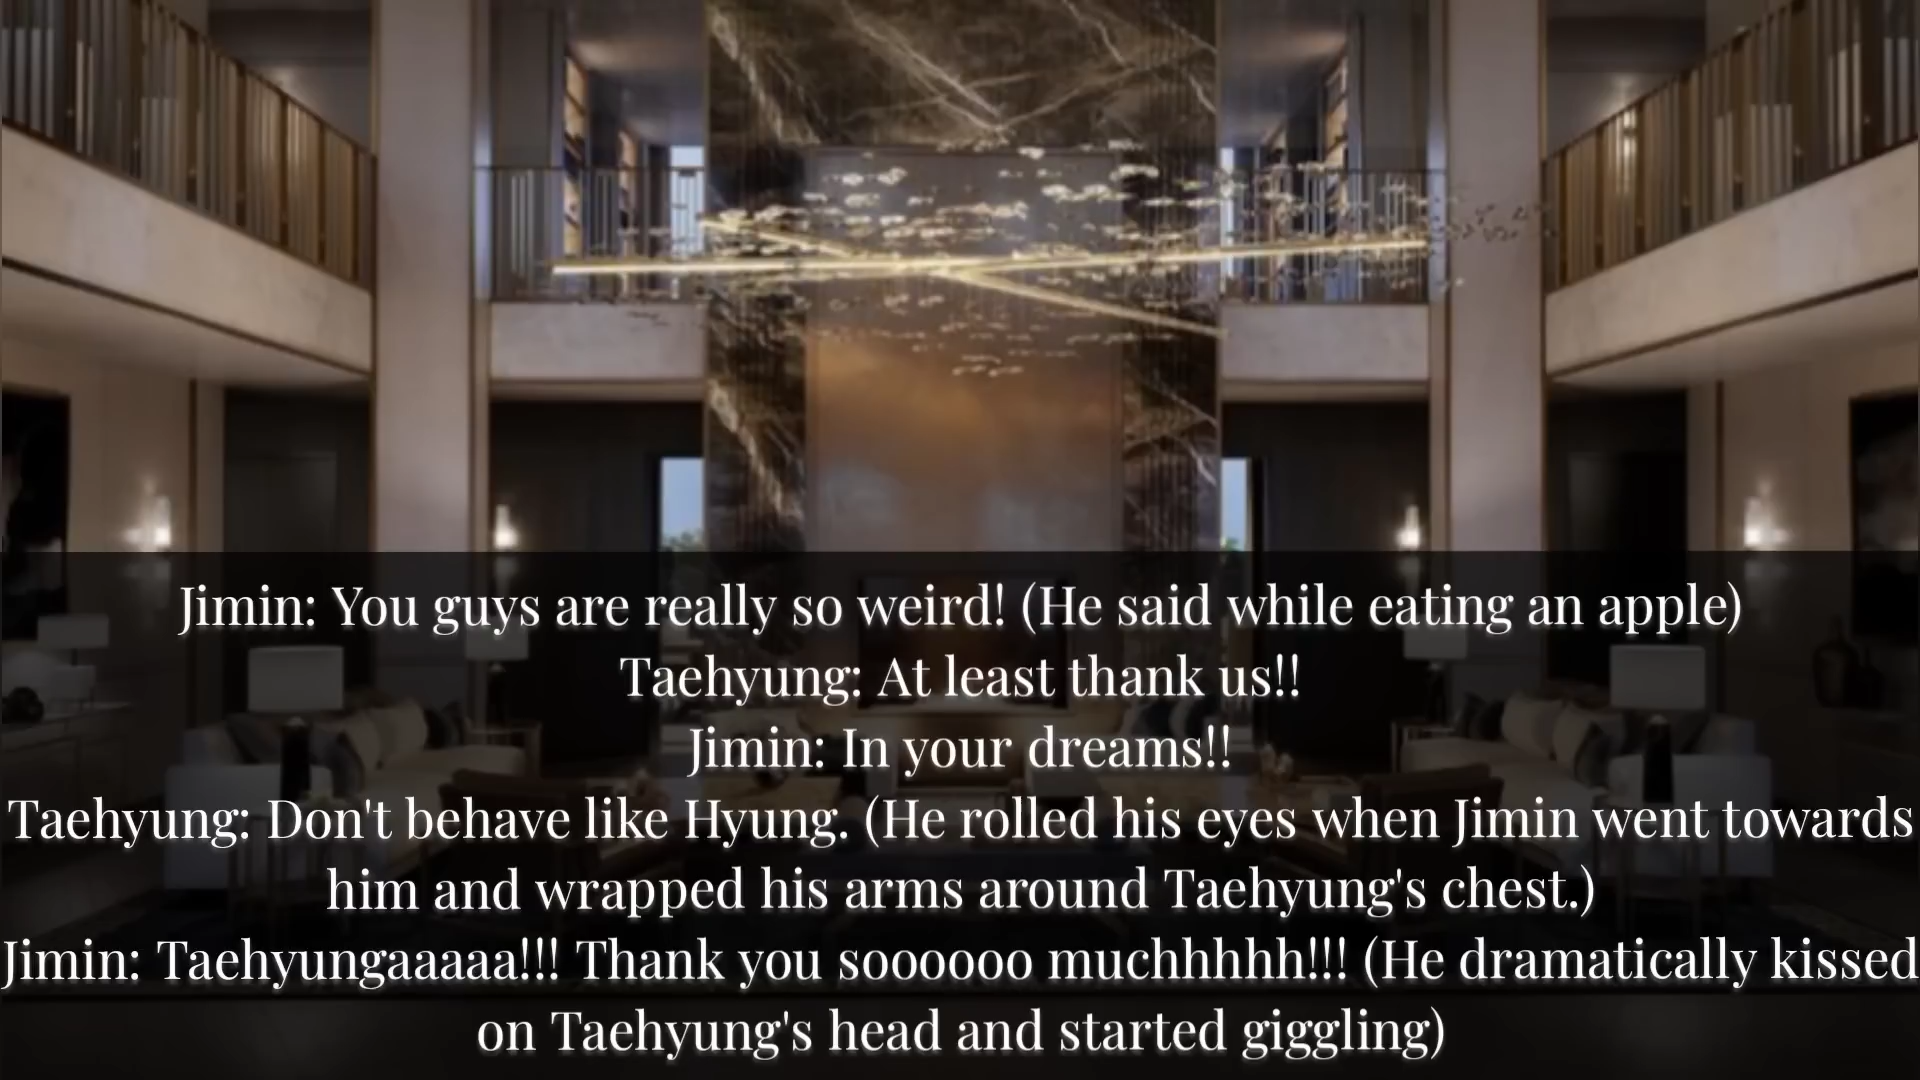 Jimin: You guys are really so weird! (He said while eating an apple)
Taehyung: At least thank us!!
Jimin: In your dreams!!
Taehyung: Don't behave like Hyung. (He rolled his eyes when Jimin went towards
him and wrapped his arms around Taehyung's chest.)
Jimin: Taehyungaaaaa!!! Thank you soooooo muchhhhh!!! (He dramatically kissed
on Taehyung's head and started giggling)